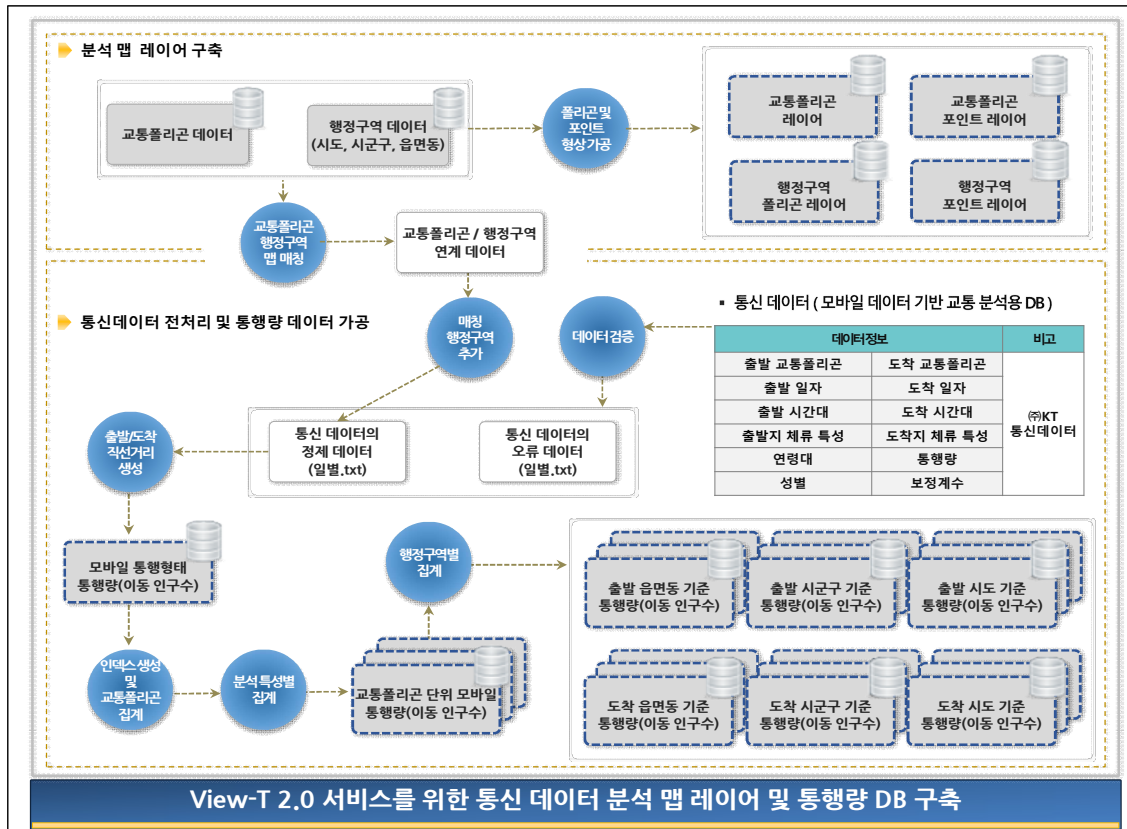 분석 맵 레이어 구축
교통폴리곤 데이터
행정구역 데이터
(시도, 시군구, 읍면동)
폴리곤 및
포인트
형상 가공
교통폴리곤
레이어
교통폴리곤
포인트 레이어
행정구역
폴리곤 레이어
행정구역
포인트 레이어
교통폴리곤
행정구역
맵 매칭
교통폴리곤 / 행정구역
연계 데이터
통신데이터 전처리 및 통행량 데이터 가공
매칭
행정구역
추가
데이터 검증
▪ 통신 데이터 ( 모바일 데이터 기반 교통 분석용 DB )
데이터정보 비고
출발 교통폴리곤 도착 교통폴리곤
출발 일자 도착 일자
출발 시간대 도착 시간대
출발지 체류 특성 도착지 체류 특성
연령대 통행량
성별 보정계수
㈜KT
통신데이터
출발/도착
직선거리
생성
통신 데이터의
정제 데이터
(일별.txt)
통신 데이터의
오류 데이터
(일별.txt)
모바일 통행형태
통행량(이동 인구수)
행정구역별
집계
출발 읍면동 기준
통행량(이동 인구수)
출발 시군구 기준
통행량(이동 인구수)
출발 시도 기준
통행량(이동 인구수)
인덱스 생성
및
교통폴리곤
집계
분석 특성별
집계
교통폴리곤 단위 모바일
통행량(이동 인구수)
도착 읍면동 기준
통행량(이동 인구수)
도착 시군구 기준
통행량(이동 인구수)
도착 시도 기준
통행량(이동 인구수)
View-T 2.0 서비스를 위한 통신 데이터 분석 맵 레이어 및 통행량 DB 구축